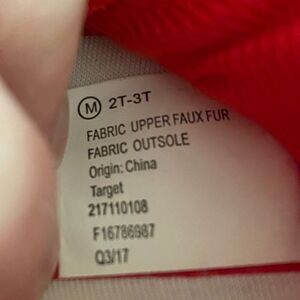 M 2T-3T
FABRIC UPPER FAUX FUR
FABRIC OUTSOLE
Origin: China
Target
217110108
F16786987
Q3/17